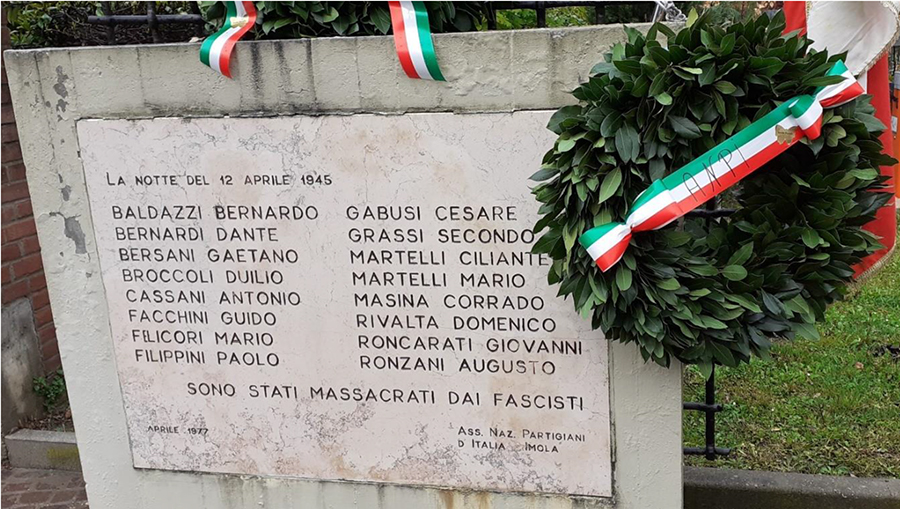 LA NOTTE DEL 12 APRILE 1945
BALDAZZI BERNARDO
BERNARDI DANTE
BERSANI GAETANO
BROCCOLI DUILIO
CASSANI ANTONIO
FACCHINI GUIDO
FILICORI MARIO
FILIPPINI PAOLO
GABUSI CESARE
GRASSI SECONDO
MARTELLI CILIANTE
MARTELLI MARIO
MASINA CORRADO
RIVALTA DOMENICO
RONCARATI GIOVANNI
RONZANI AUGUSTO
SONO STATI MASSACRATI DAI FASCISTI
APRILE 1977
ASS. NAZ. PARTIGIANI
D ITALIA IMOLA
ANPI